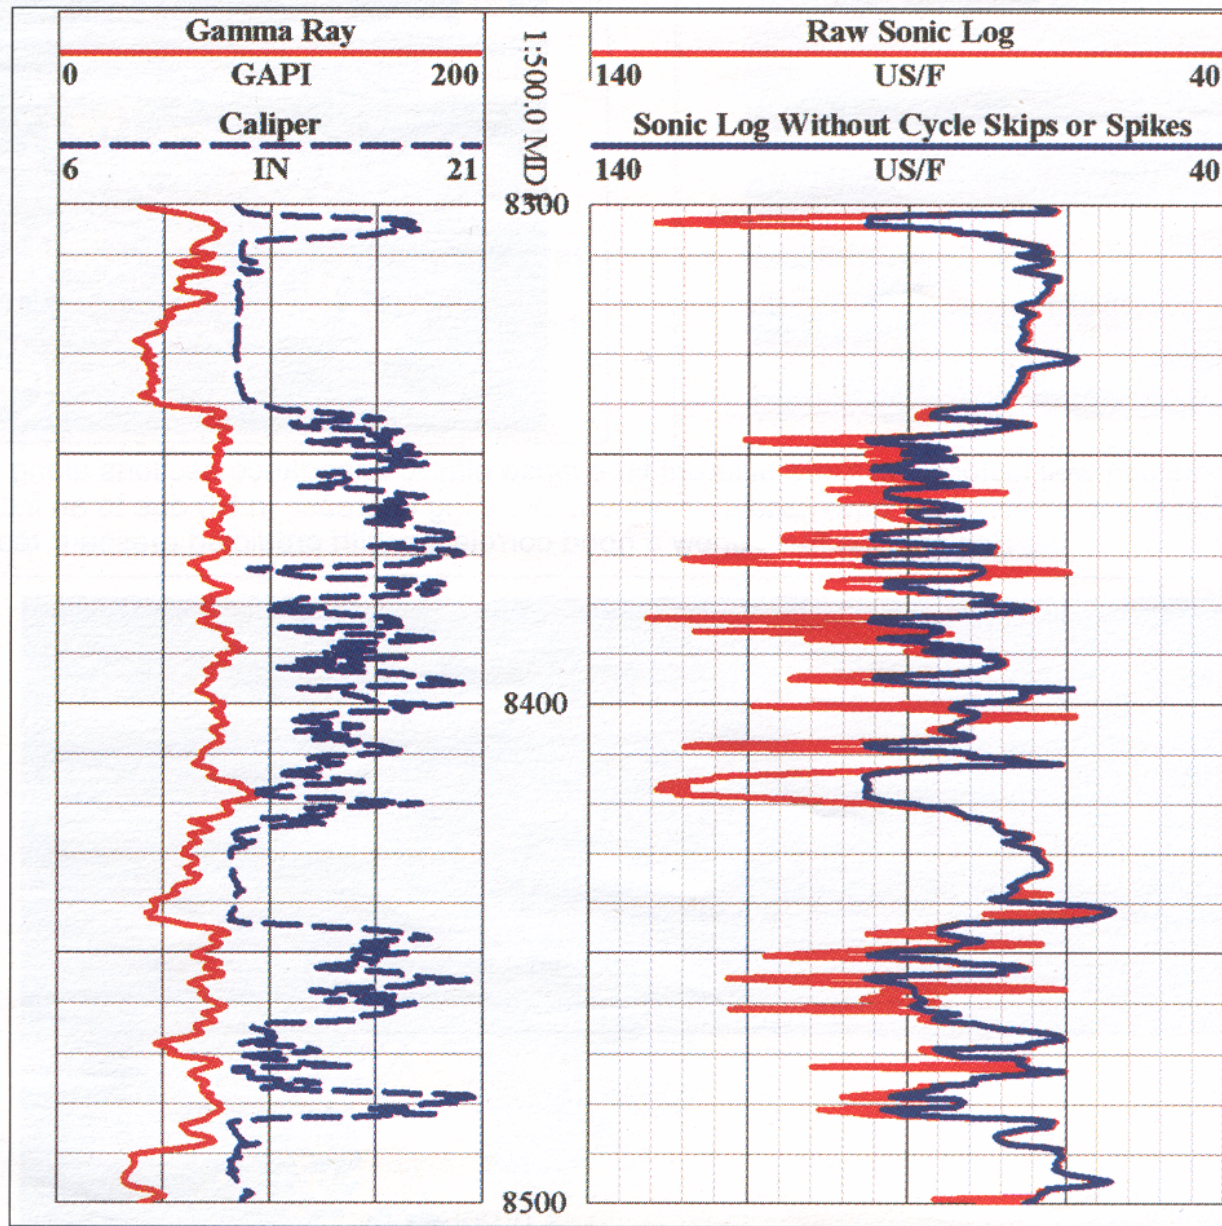 Gamma Ray
0 GAPI 200
Caliper
6 IN 21
1:500.0 MD
Raw Sonic Log
140 US/F 40
Sonic Log Without Cycle Skips or Spikes
140 US/F 40
8300
8400
8500